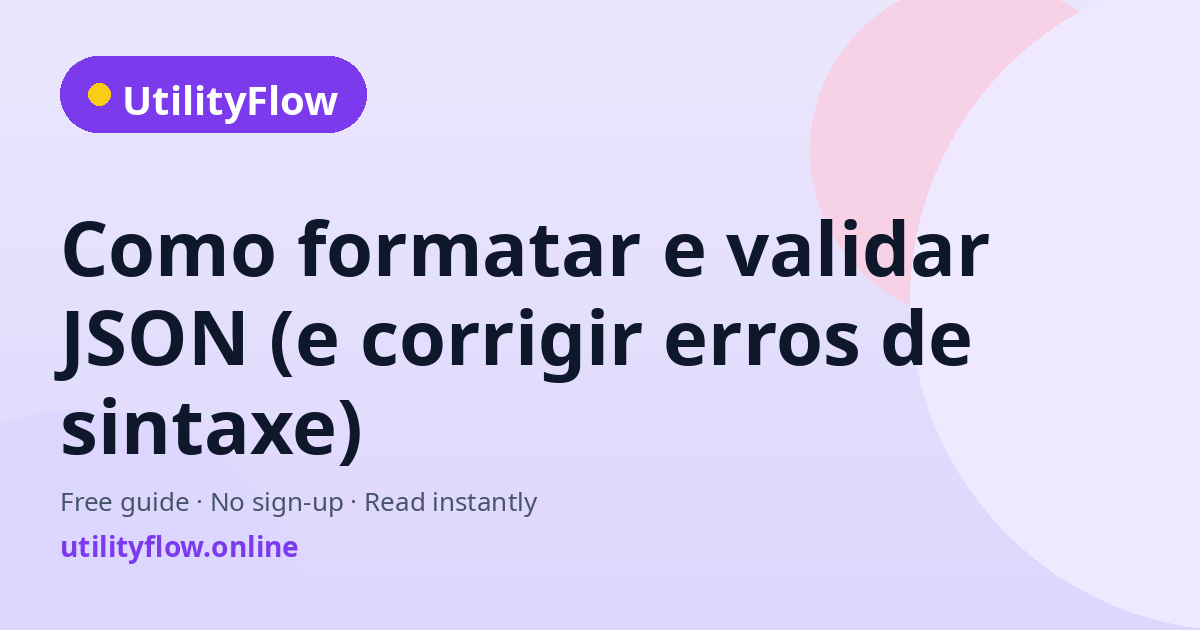 UtilityFlow
Como formatar e validar
JSON (e corrigir erros de
sintaxe)
Free guide · No sign-up · Read instantly
utilityflow.online